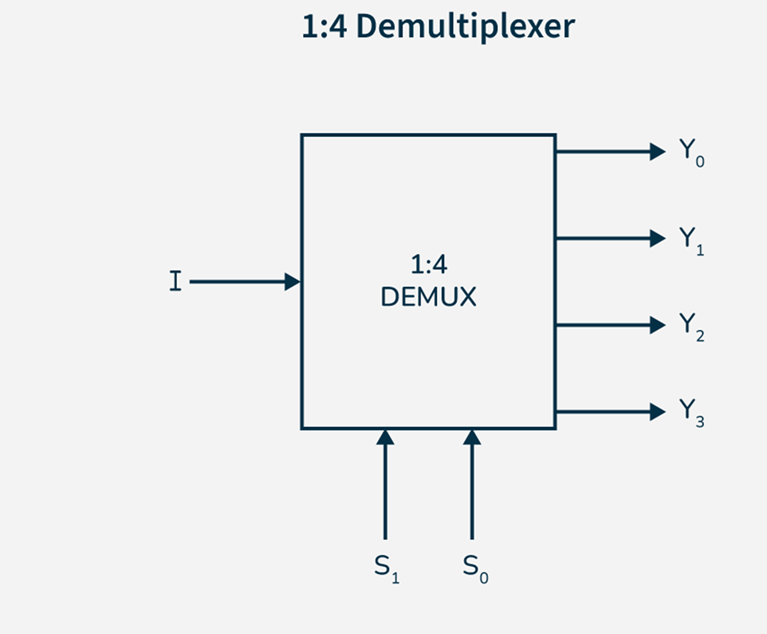 1:4 Demultiplexer
Y₀
Y₁
1:4
DEMUX
I
Y₂
Y₃
S₁ S₀